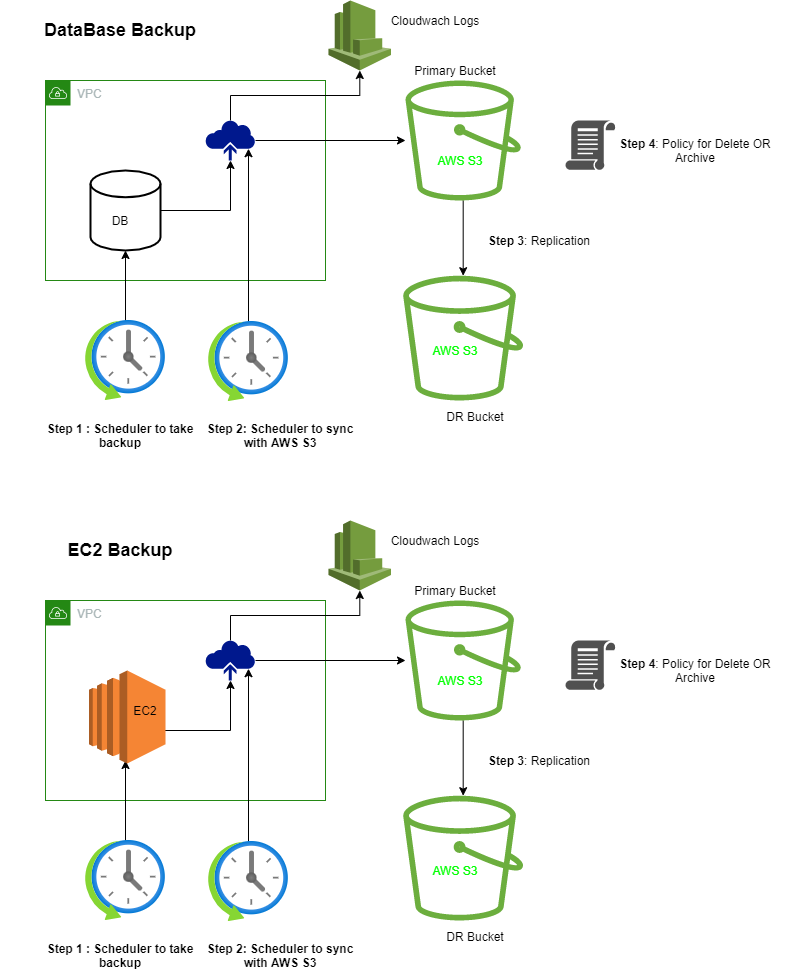 DataBase Backup
Cloudwach Logs
Primary Bucket
VPC
AWS S3
Step 4: Policy for Delete OR
Archive
DB
Step 3: Replication
AWS S3
DR Bucket
Step 1 : Scheduler to take
backup
Step 2: Scheduler to sync
with AWS S3
EC2 Backup
Cloudwach Logs
Primary Bucket
VPC
AWS S3
Step 4: Policy for Delete OR
Archive
EC2
Step 3: Replication
AWS S3
DR Bucket
Step 1 : Scheduler to take
backup
Step 2: Scheduler to sync
with AWS S3